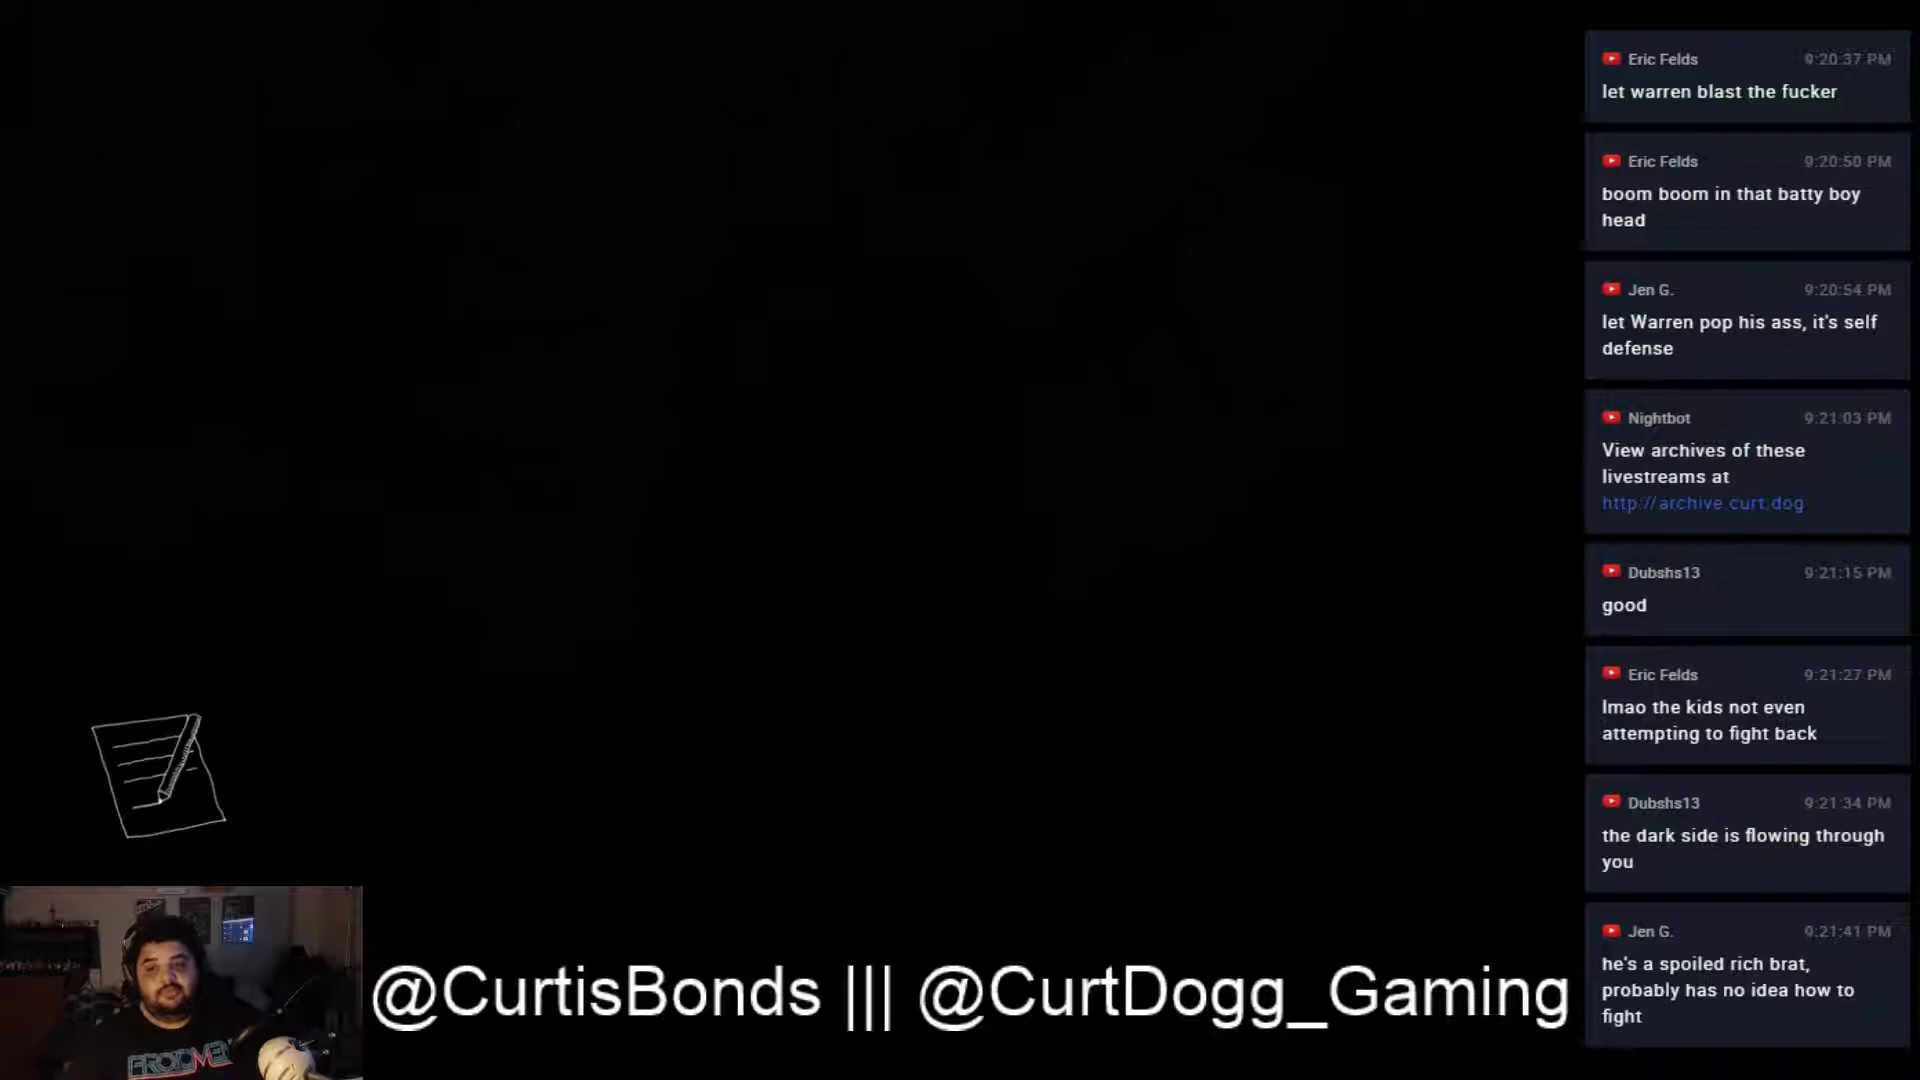 Eric Felds 9:20:37 PM
let warren blast the fucker
Eric Felds 9:20:50 PM
boom boom in that batty boy
head
Jen G. 9:20:54 PM
let Warren pop his ass, it's self
defense
Nightbot 9:21:03 PM
View archives of these
livestreams at
http://archive.curt.dog
Dubshs13 9:21:15 PM
good
Eric Felds 9:21:27 PM
lmao the kids not even
attempting to fight back
Dubshs13 9:21:34 PM
the dark side is flowing through
you
Jen G. 9:21:41 PM
he's a spoiled rich brat,
probably has no idea how to
fight
@CurtisBonds ||| @CurtDogg_Gaming
PROTOMEN